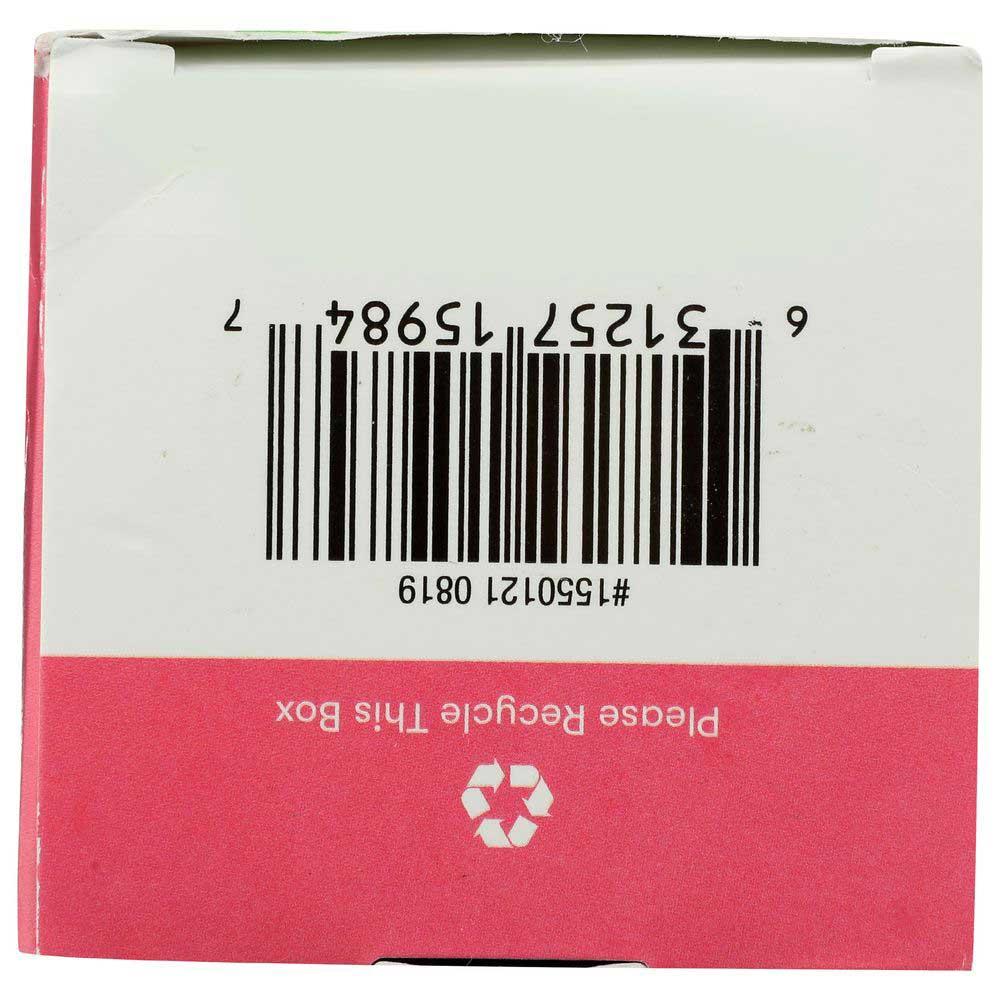 Please Recycle This Box
#1550121 0819
6 31257 15984 7